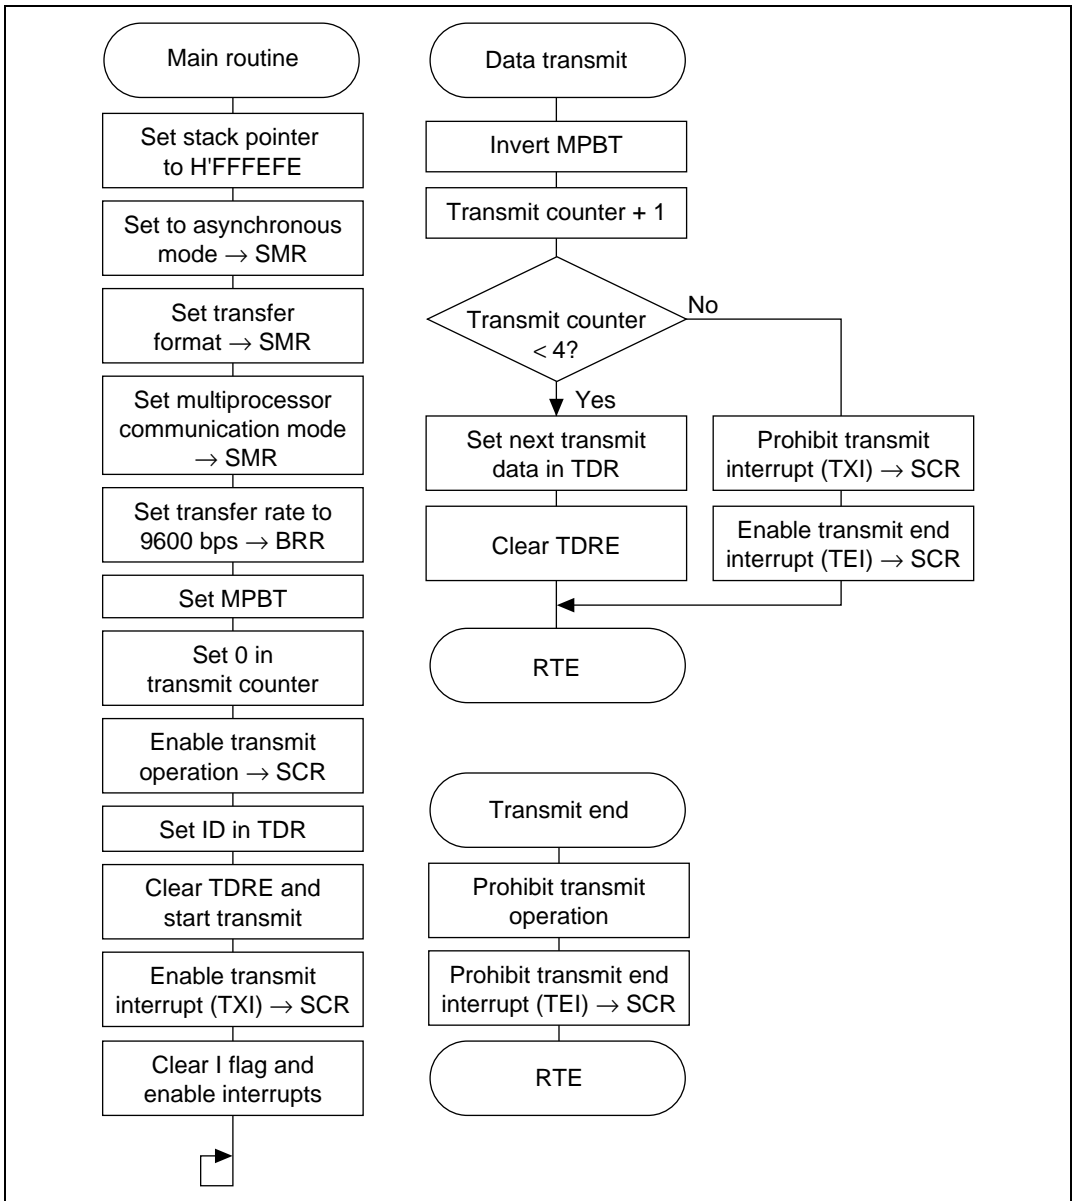 Main routine
Set stack pointer
to H'FFFEFE
Set to asynchronous
mode → SMR
Set transfer
format → SMR
Set multiprocessor
communication mode
→ SMR
Set transfer rate to
9600 bps → BRR
Set MPBT
Set 0 in
transmit counter
Enable transmit
operation → SCR
Set ID in TDR
Clear TDRE and
start transmit
Enable transmit
interrupt (TXI) → SCR
Clear I flag and
enable interrupts
Data transmit
Invert MPBT
Transmit counter + 1
Transmit counter
< 4?
No
Yes
Set next transmit
data in TDR
Clear TDRE
Prohibit transmit
interrupt (TXI) → SCR
Enable transmit end
interrupt (TEI) → SCR
RTE
Transmit end
Prohibit transmit
operation
Prohibit transmit end
interrupt (TEI) → SCR
RTE